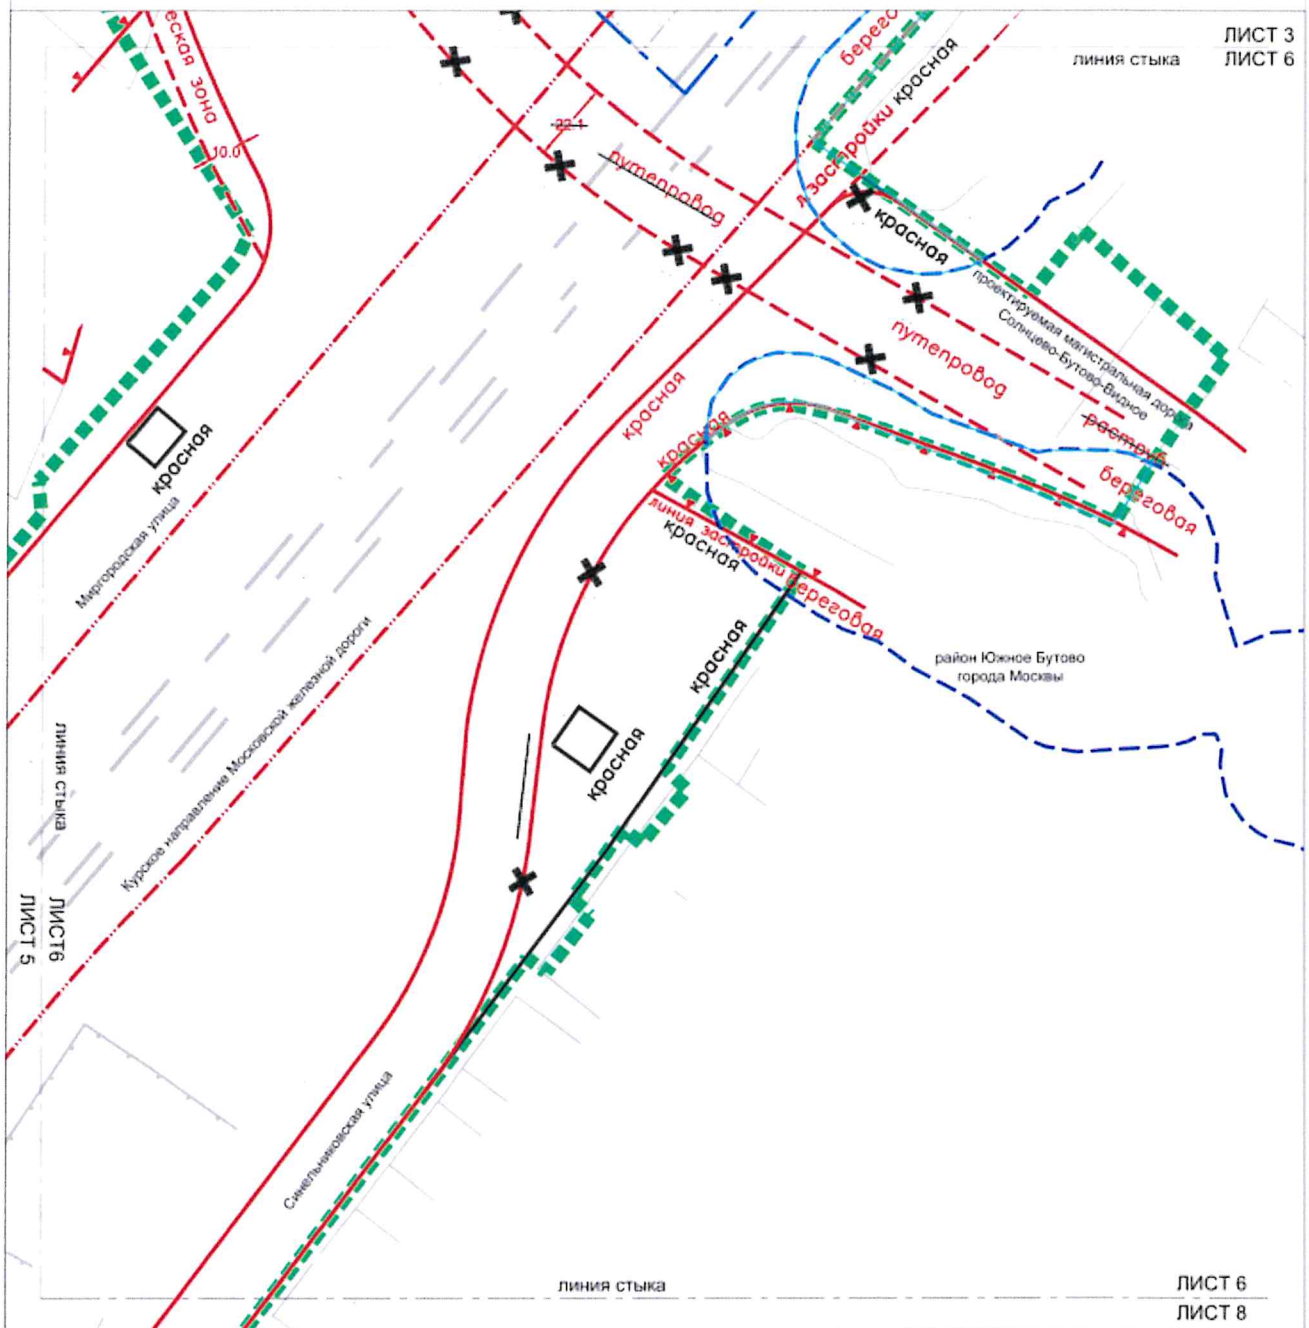 ЛИСТ 3
линия стыка ЛИСТ 6
еская зона
10.0
22.1
путепровод
берего
л.застройки красная
красная
проектируемая магистральная дорога
Солнцево-Бутово-Видное
путепровод
раструб
береговая
красная
красная
линия застройки береговая
красная
красная
Миргородская улица
Курское направление Московской железной дороги
красная
район Южное Бутово
города Москвы
красная
линия стыка
ЛИСТ6
ЛИСТ 5
Синельниковская улица
линия стыка
ЛИСТ 6
ЛИСТ 8